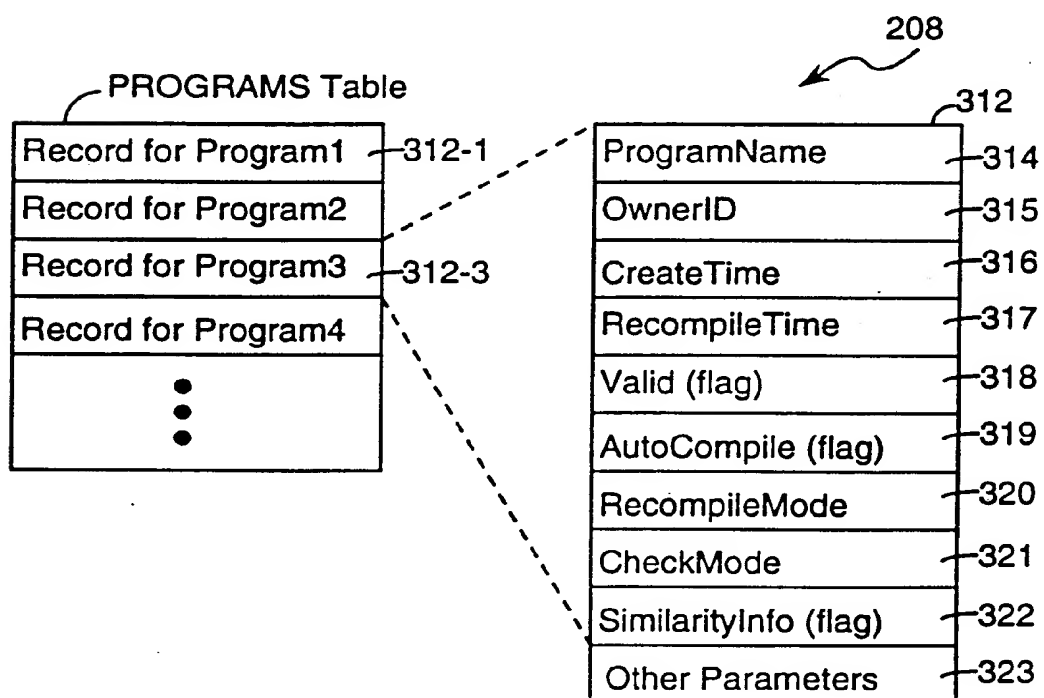 208
PROGRAMS Table
Record for Program1 312-1
Record for Program2
Record for Program3 312-3
Record for Program4
312
ProgramName 314
OwnerID 315
CreateTime 316
RecompileTime 317
Valid (flag) 318
AutoCompile (flag) 319
RecompileMode 320
CheckMode 321
SimilarityInfo (flag) 322
Other Parameters 323